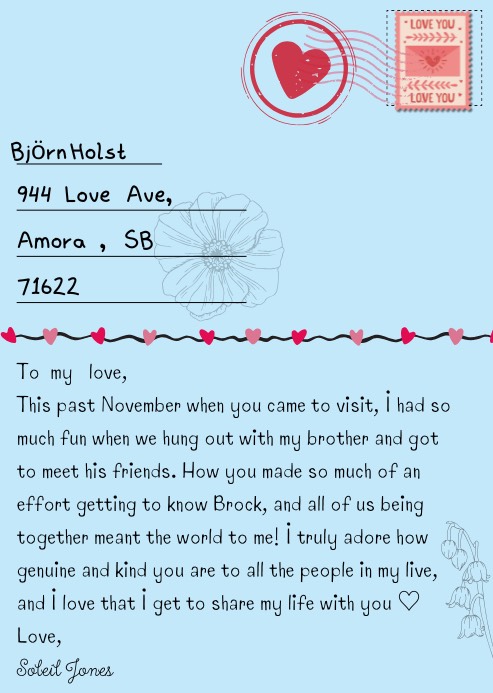 LOVE YOU
LOVE YOU
BjÖrn Holst
944 Love Ave,
Amora , SB
71622
To my love,
This past November when you came to visit, i had so
much fun when we hung out with my brother and got
to meet his friends. How you made so much of an
effort getting to know Brock, and all of us being
together meant the world to me! i truly adore how
genuine and kind you are to all the people in my live,
and i love that i get to share my life with you ♡
Love,
Soleil Jones